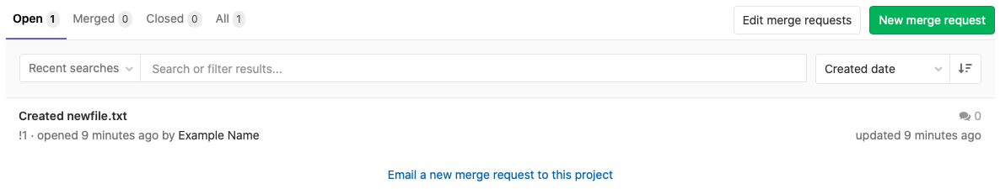 Open 1 Merged 0 Closed 0 All 1 Edit merge requests New merge request
Recent searches Search or filter results... Created date
Created newfile.txt 0
!1 · opened 9 minutes ago by Example Name updated 9 minutes ago
Email a new merge request to this project